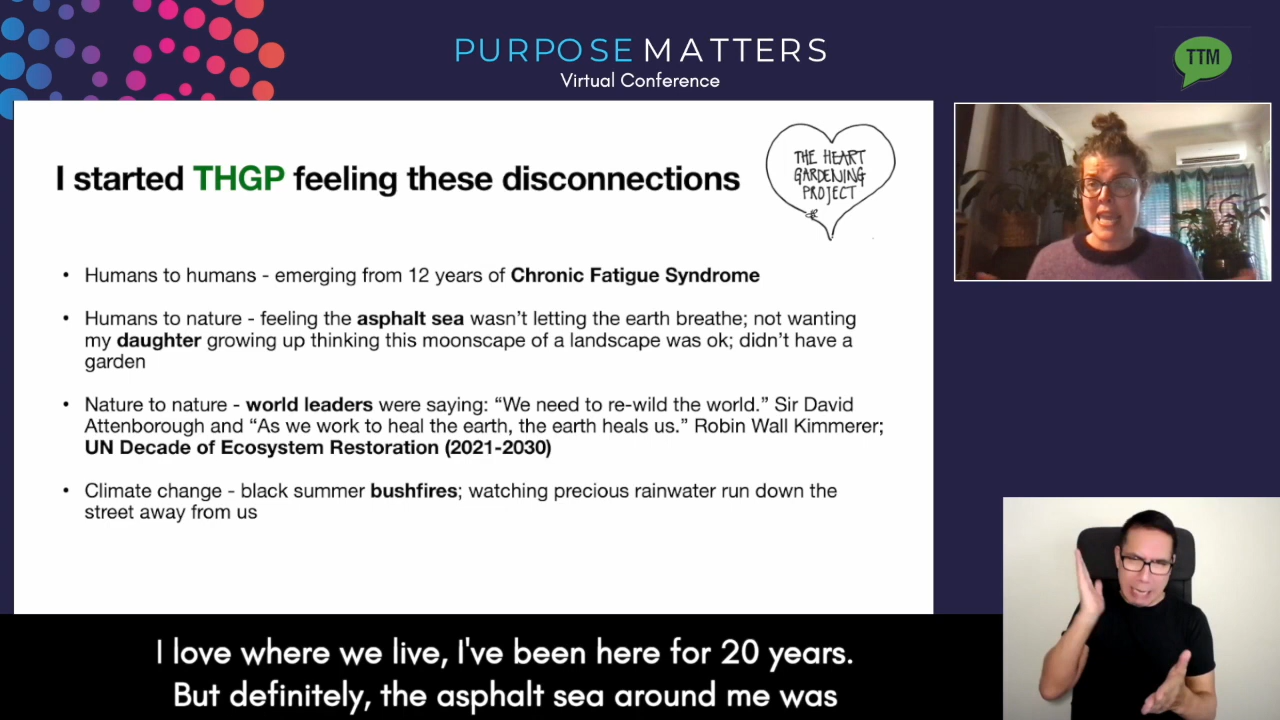 PURPOSE MATTERS
Virtual Conference
TTM
I started THGP feeling these disconnections
THE HEART
GARDENING
PROJECT
• Humans to humans - emerging from 12 years of Chronic Fatigue Syndrome
• Humans to nature - feeling the asphalt sea wasn’t letting the earth breathe; not wanting
my daughter growing up thinking this moonscape of a landscape was ok; didn’t have a
garden
• Nature to nature - world leaders were saying: “We need to re-wild the world.” Sir David
Attenborough and “As we work to heal the earth, the earth heals us.” Robin Wall Kimmerer;
UN Decade of Ecosystem Restoration (2021-2030)
• Climate change - black summer bushfires; watching precious rainwater run down the
street away from us
I love where we live, I've been here for 20 years.
But definitely, the asphalt sea around me was